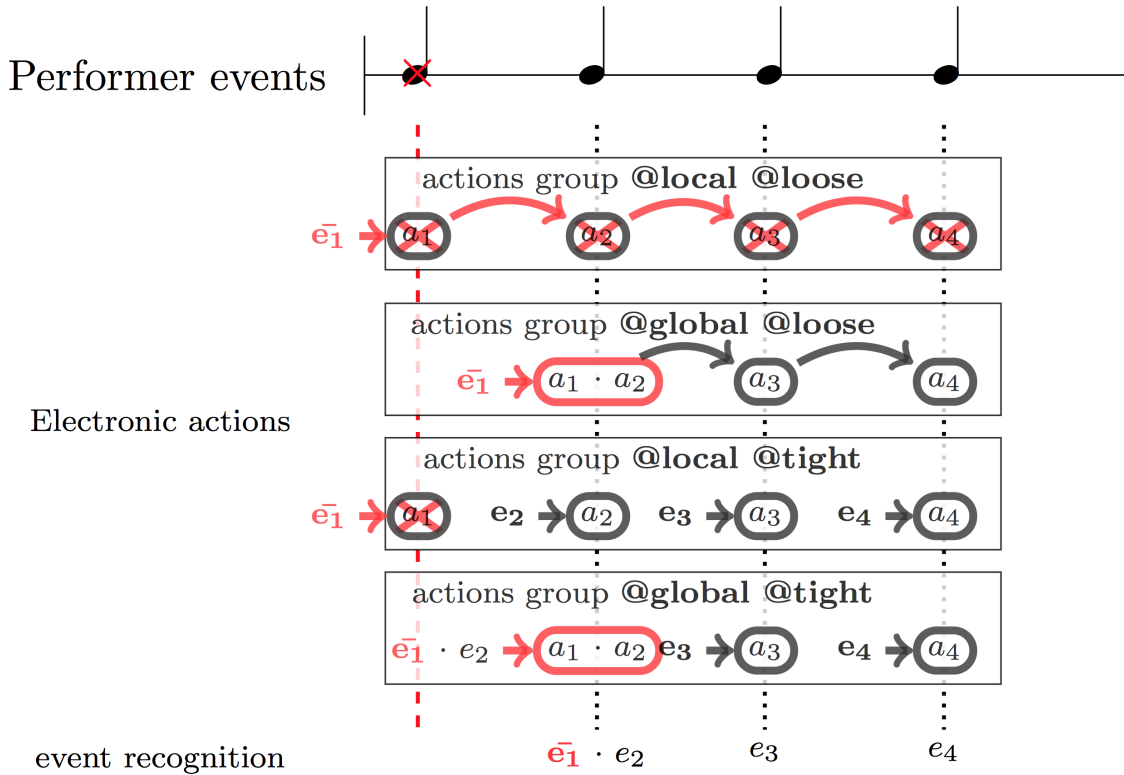 Performer events
actions group @local @loose
ē₁ a₁ a₂ a₃ a₄
actions group @global @loose
ē₁ a₁ · a₂ a₃ a₄
Electronic actions
actions group @local @tight
ē₁ a₁ e₂ a₂ e₃ a₃ e₄ a₄
actions group @global @tight
ē₁ · e₂ a₁ · a₂ e₃ a₃ e₄ a₄
event recognition ē₁ · e₂ e₃ e₄